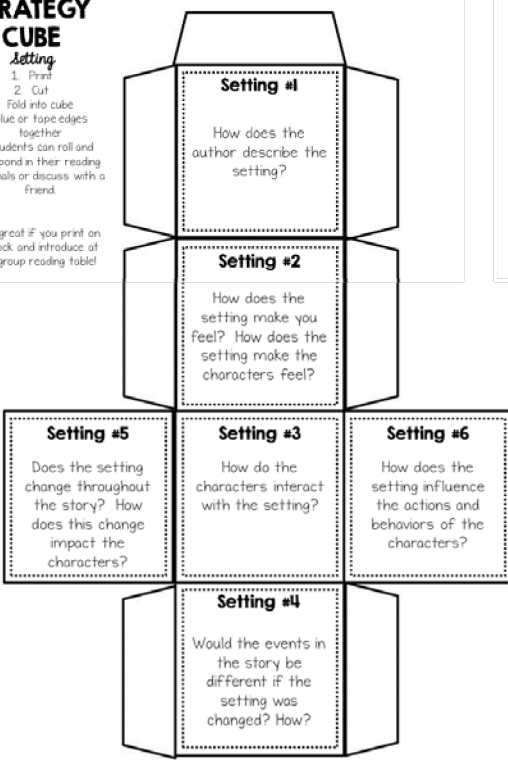 CUBE
Setting
1. Print
2. Cut
Fold into cube
or tape edges
together
can roll and
in their reading
or discuss with a
friend.
great if you print on
and introduce at
group reading table!
Setting #1
How does the
author describe the
setting?
Setting #2
How does the
setting make you
feel? How does the
setting make the
characters feel?
Setting #5
Does the setting
change throughout
the story? How
does this change
impact the
characters?
Setting #3
How do the
characters interact
with the setting?
Setting #6
How does the
setting influence
the actions and
behaviors of the
characters?
Setting #4
Would the events in
the story be
different if the
setting was
changed? How?